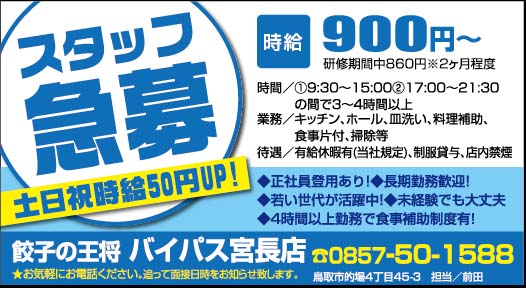 スタッフ
急募
土日祝時給50円UP!
時給 900円〜
研修期間中860円※2ヶ月程度
時間/①9:30〜15:00②17:00〜21:30
の間で3〜4時間以上
業務/キッチン、ホール、皿洗い、料理補助、
食事片付、掃除等
待遇/有給休暇有(当社規定)、制服貸与、店内禁煙
◆正社員登用あり!◆長期勤務歓迎!
◆若い世代が活躍中!◆未経験でも大丈夫
◆4時間以上勤務で食事補助制度有!
餃子の王将 バイパス宮長店 ☎0857-50-1588
★お気軽にお電話ください。追って面接日時をお知らせ致します。 鳥取市的場4丁目45-3 担当/前田